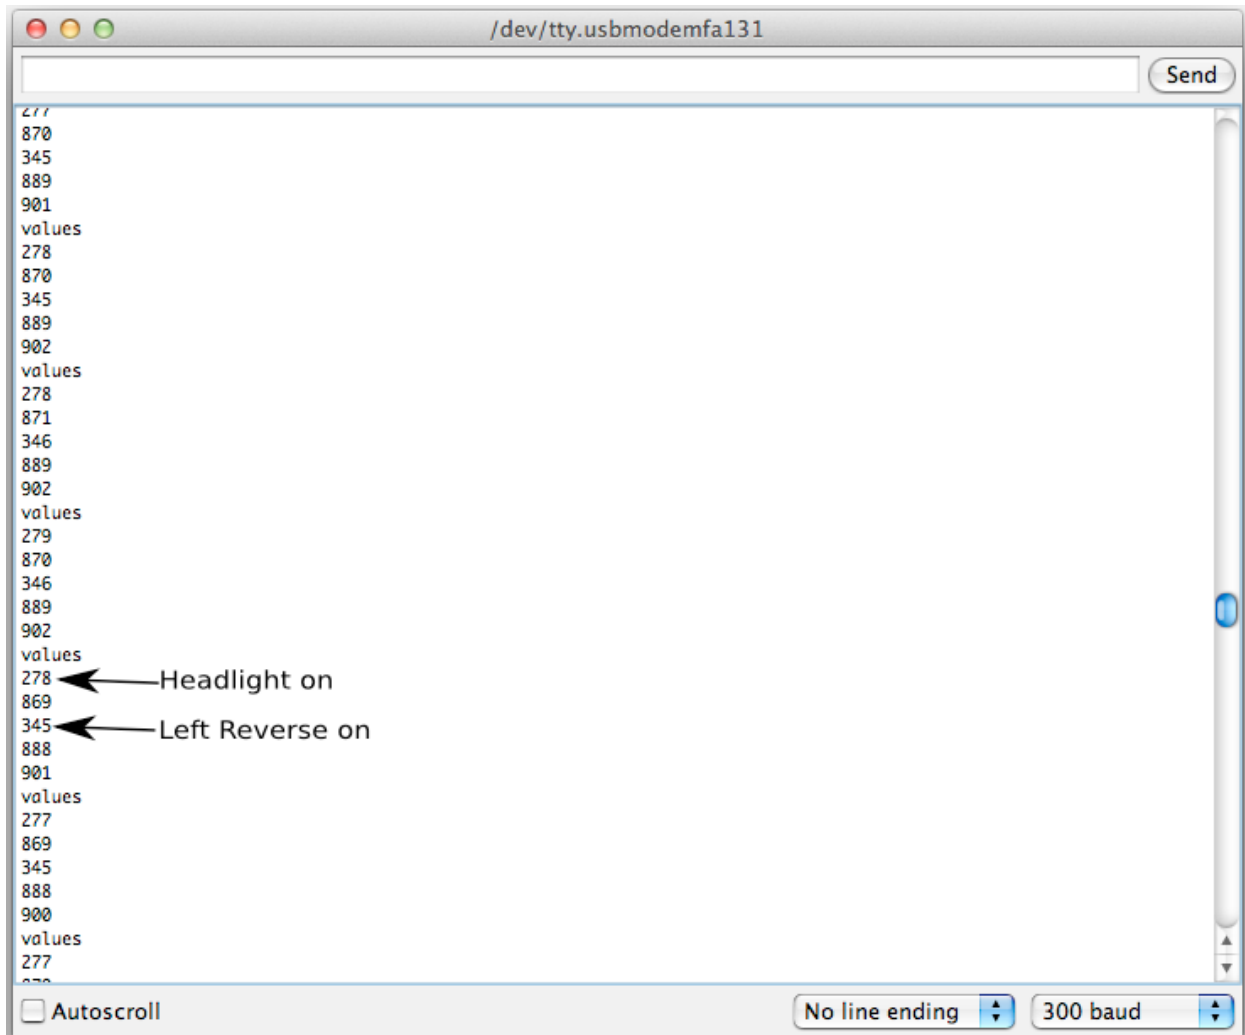 /dev/tty.usbmodemfa131
Send
277
870
345
889
901
values
278
870
345
889
902
values
278
871
346
889
902
values
279
870
346
889
902
values
278 Headlight on
869
345 Left Reverse on
888
901
values
277
869
345
888
900
values
277
Autoscroll No line ending 300 baud